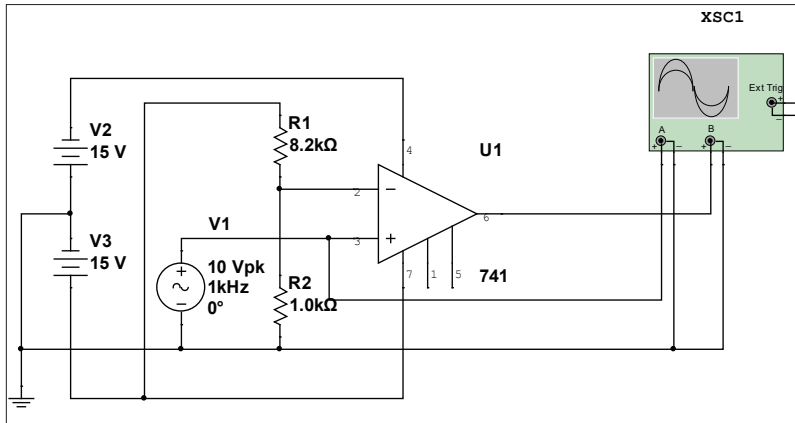 XSC1
Ext Trig
+
−
A
B
+ −
+ −
V2
15 V
R1
8.2kΩ
4
U1
2
−
V1
3
+
6
V3
15 V
+
−
10 Vpk
1kHz
0°
R2
1.0kΩ
7
1
5
741